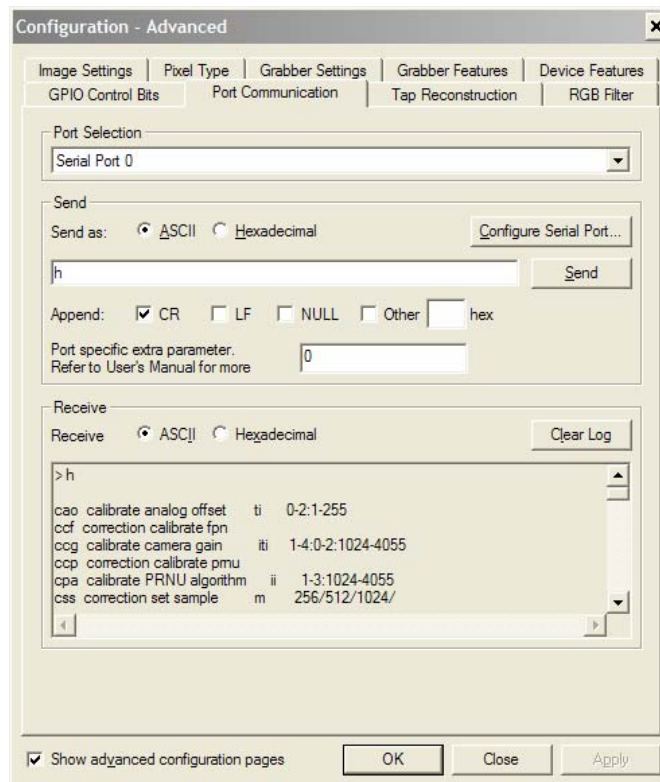 Configuration - Advanced
Image Settings Pixel Type Grabber Settings Grabber Features Device Features
GPIO Control Bits Port Communication Tap Reconstruction RGB Filter
Port Selection
Serial Port 0
Send
Send as: ASCII Hexadecimal Configure Serial Port...
h Send
Append: CR LF NULL Other hex
Port specific extra parameter.
Refer to User's Manual for more 0
Receive
Receive ASCII Hexadecimal Clear Log
>h
cao calibrate analog offset ti 0-2:1-255
ccf correction calibrate fpn
ccg calibrate camera gain iti 1-4:0-2:1024-4055
ccp correction calibrate prnu
cpa calibrate PRNU algorithm ii 1-3:1024-4055
css correction set sample m 256/512/1024/
Show advanced configuration pages OK Close Apply